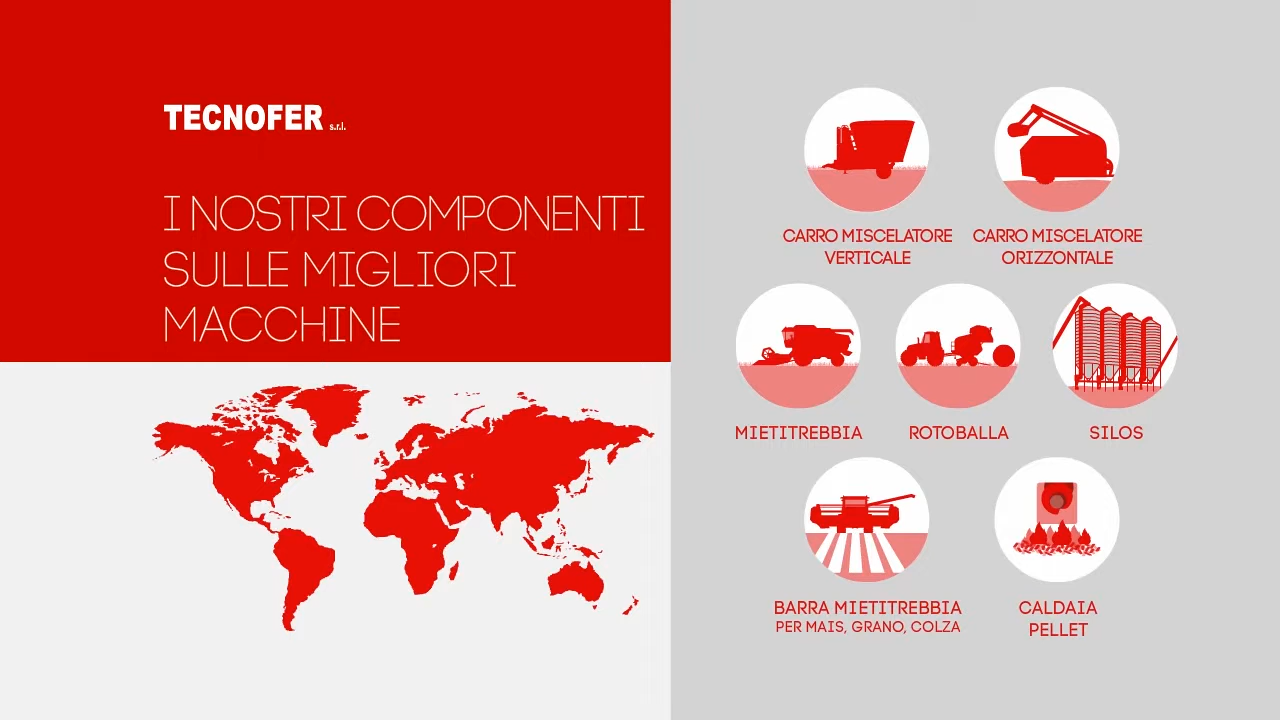 TECNOFER s.r.l.
I NOSTRI COMPONENTI
SULLE MIGLIORI
MACCHINE
CARRO MISCELATORE
VERTICALE
CARRO MISCELATORE
ORIZZONTALE
MIETITREBBIA
ROTOBALLA
SILOS
BARRA MIETITREBBIA
PER MAIS, GRANO, COLZA
CALDAIA
PELLET